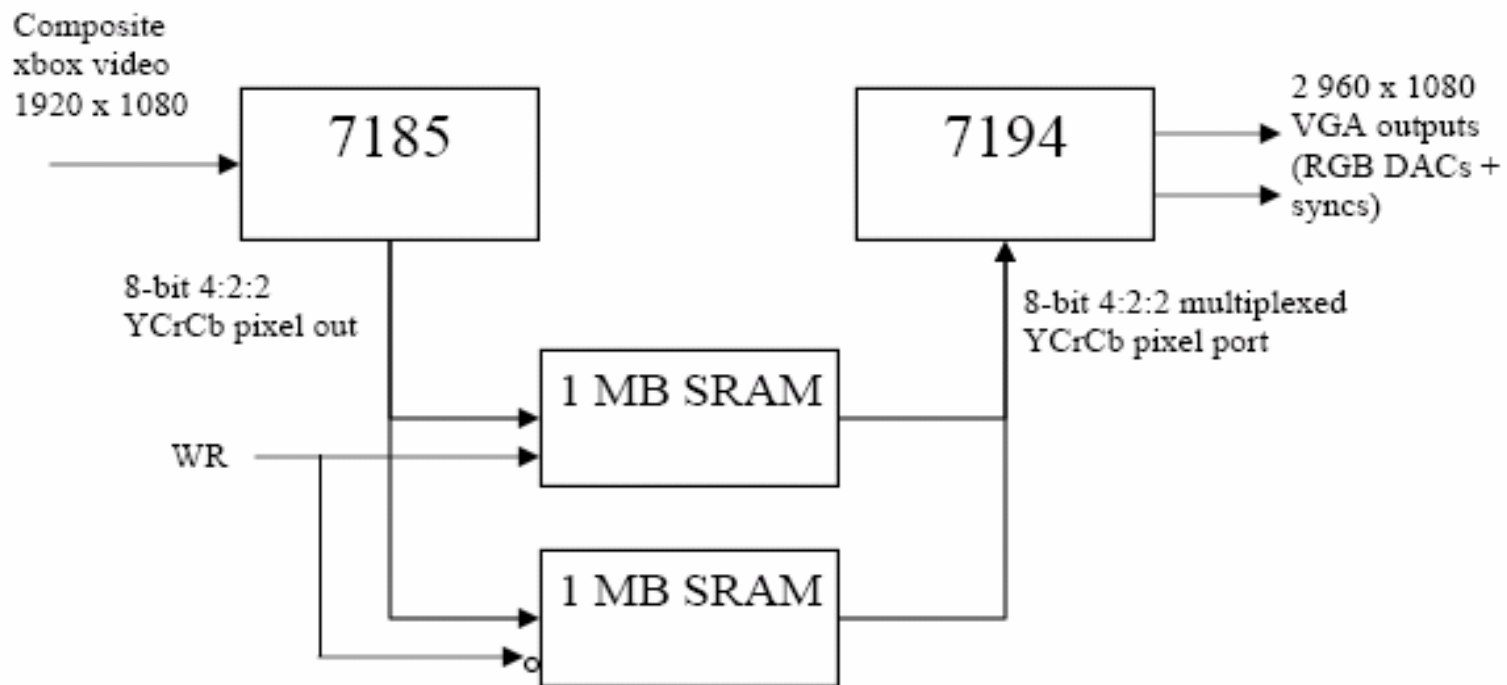 Composite
xbox video
1920 x 1080
7185
7194
2 960 x 1080
VGA outputs
(RGB DACs +
syncs)
8-bit 4:2:2
YCrCb pixel out
8-bit 4:2:2 multiplexed
YCrCb pixel port
1 MB SRAM
WR
1 MB SRAM